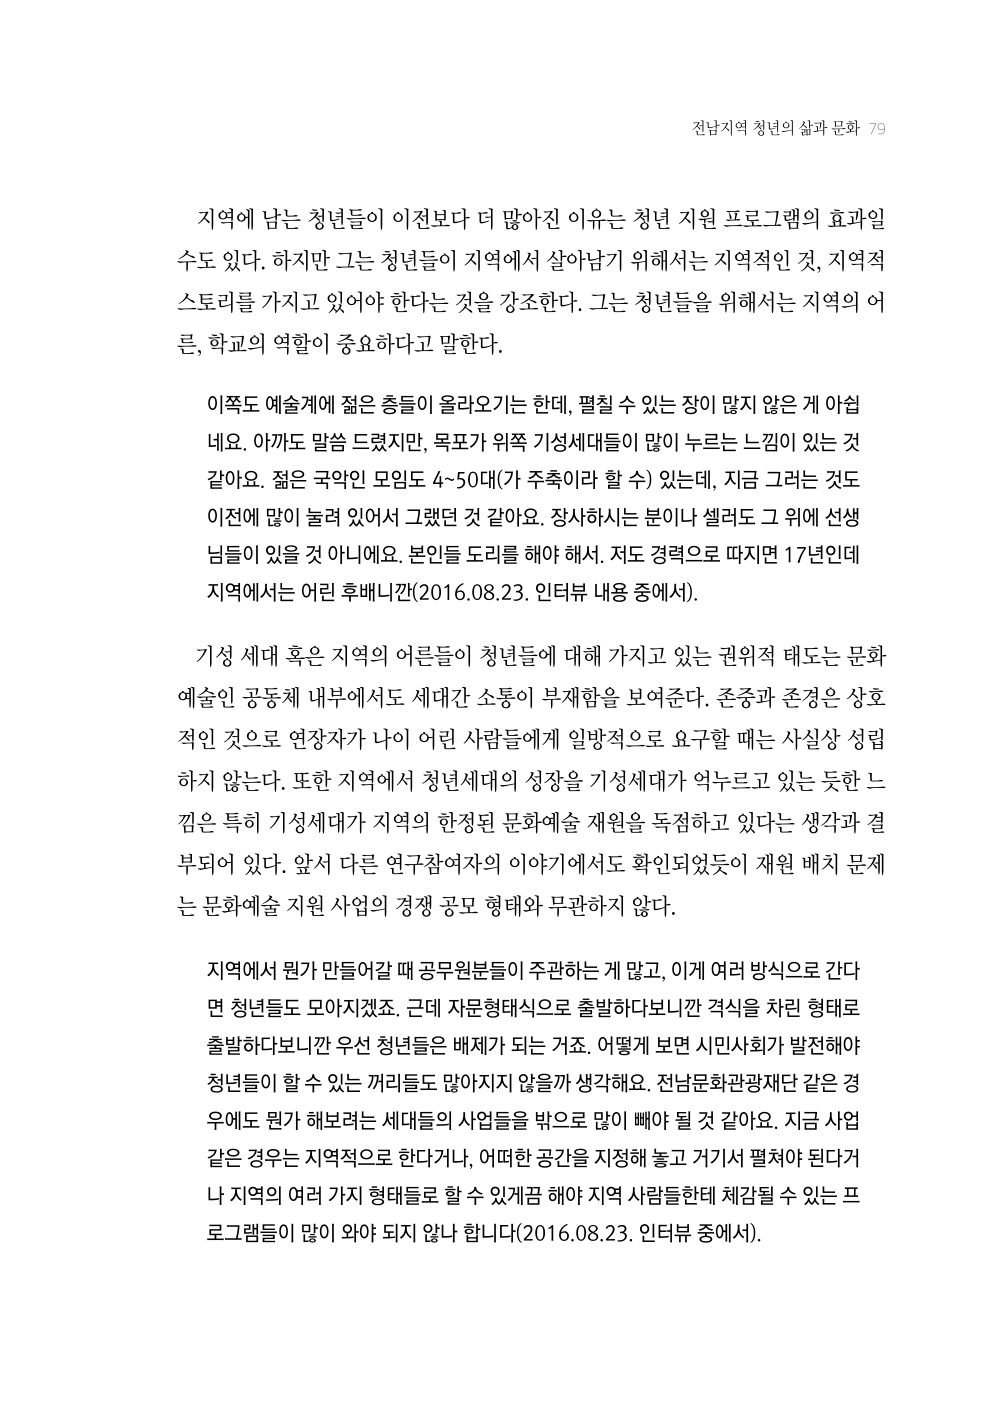 전남지역 청년의 삶과 문화 79
지역에 남는 청년들이 이전보다 더 많아진 이유는 청년 지원 프로그램의 효과일
수도 있다. 하지만 그는 청년들이 지역에서 살아남기 위해서는 지역적인 것, 지역적
스토리를 가지고 있어야 한다는 것을 강조한다. 그는 청년들을 위해서는 지역의 어
른, 학교의 역할이 중요하다고 말한다.
이쪽도 예술계에 젊은 층들이 올라오기는 한데, 펼칠 수 있는 장이 많지 않은 게 아쉽
네요. 아까도 말씀 드렸지만, 목포가 위쪽 기성세대들이 많이 누르는 느낌이 있는 것
같아요. 젊은 국악인 모임도 4~50대(가 주축이라 할 수) 있는데, 지금 그러는 것도
이전에 많이 눌려 있어서 그랬던 것 같아요. 장사하시는 분이나 셀러도 그 위에 선생
님들이 있을 것 아니에요. 본인들 도리를 해야 해서. 저도 경력으로 따지면 17년인데
지역에서는 어린 후배니깐(2016.08.23. 인터뷰 내용 중에서).
기성 세대 혹은 지역의 어른들이 청년들에 대해 가지고 있는 권위적 태도는 문화
예술인 공동체 내부에서도 세대간 소통이 부재함을 보여준다. 존중과 존경은 상호
적인 것으로 연장자가 나이 어린 사람들에게 일방적으로 요구할 때는 사실상 성립
하지 않는다. 또한 지역에서 청년세대의 성장을 기성세대가 억누르고 있는 듯한 느
낌은 특히 기성세대가 지역의 한정된 문화예술 재원을 독점하고 있다는 생각과 결
부되어 있다. 앞서 다른 연구참여자의 이야기에서도 확인되었듯이 재원 배치 문제
는 문화예술 지원 사업의 경쟁 공모 형태와 무관하지 않다.
지역에서 뭔가 만들어갈 때 공무원분들이 주관하는 게 많고, 이게 여러 방식으로 간다
면 청년들도 모아지겠죠. 근데 자문형태식으로 출발하다보니깐 격식을 차린 형태로
출발하다보니깐 우선 청년들은 배제가 되는 거죠. 어떻게 보면 시민사회가 발전해야
청년들이 할 수 있는 꺼리들도 많아지지 않을까 생각해요. 전남문화관광재단 같은 경
우에도 뭔가 해보려는 세대들의 사업들을 밖으로 많이 빼야 될 것 같아요. 지금 사업
같은 경우는 지역적으로 한다거나, 어떠한 공간을 지정해 놓고 거기서 펼쳐야 된다거
나 지역의 여러 가지 형태들로 할 수 있게끔 해야 지역 사람들한테 체감될 수 있는 프
로그램들이 많이 와야 되지 않나 합니다(2016.08.23. 인터뷰 중에서).